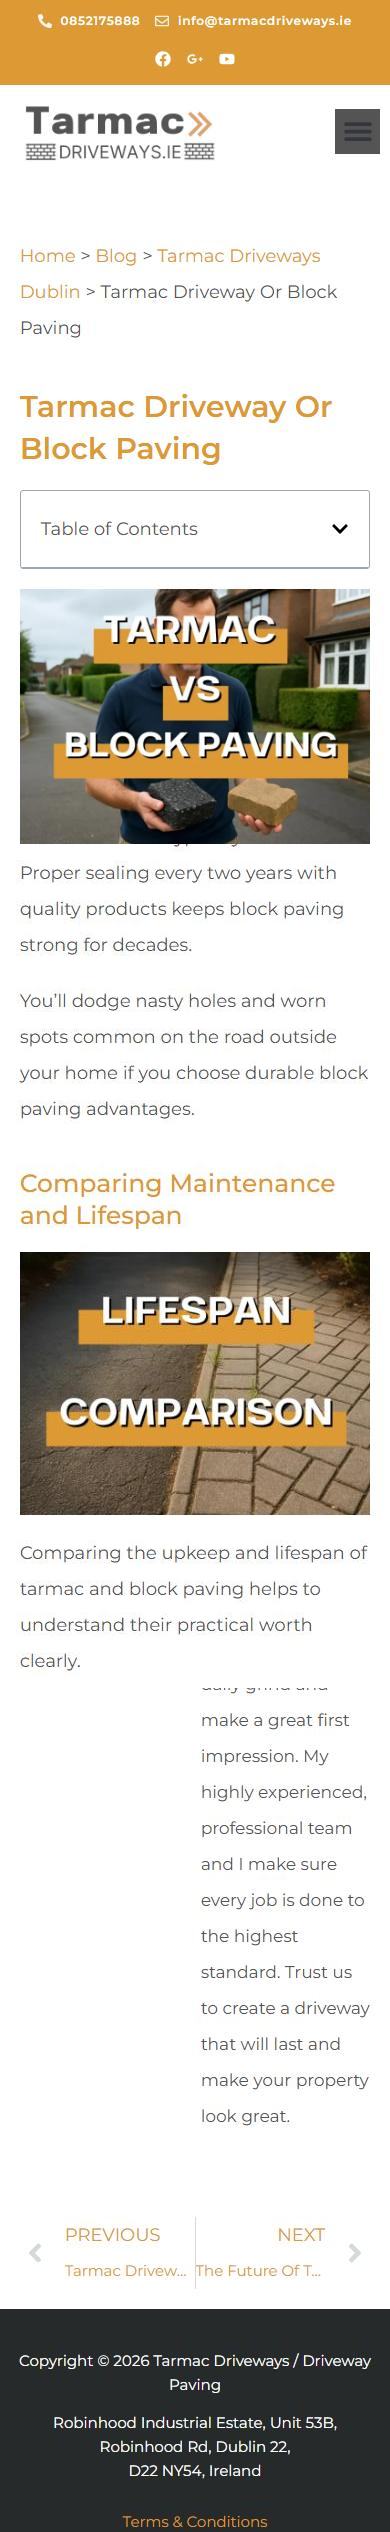 0852175888 info@tarmacdriveways.ie
Tarmac
DRIVEWAYS.IE
Home > Blog > Tarmac Driveways
Dublin > Tarmac Driveway Or Block
Paving
Tarmac Driveway Or
Block Paving
Table of Contents
TARMAC
VS
BLOCK PAVING
Proper sealing every two years with
quality products keeps block paving
strong for decades.
You’ll dodge nasty holes and worn
spots common on the road outside
your home if you choose durable block
paving advantages.
Comparing Maintenance
and Lifespan
LIFESPAN
COMPARISON
Comparing the upkeep and lifespan of
tarmac and block paving helps to
understand their practical worth
clearly.
daily grind and
make a great first
impression. My
highly experienced,
professional team
and I make sure
every job is done to
the highest
standard. Trust us
to create a driveway
that will last and
make your property
look great.
PREVIOUS
Tarmac Drivew...
NEXT
The Future Of T...
Copyright © 2026 Tarmac Driveways / Driveway
Paving
Robinhood Industrial Estate, Unit 53B,
Robinhood Rd, Dublin 22,
D22 NY54, Ireland
Terms & Conditions